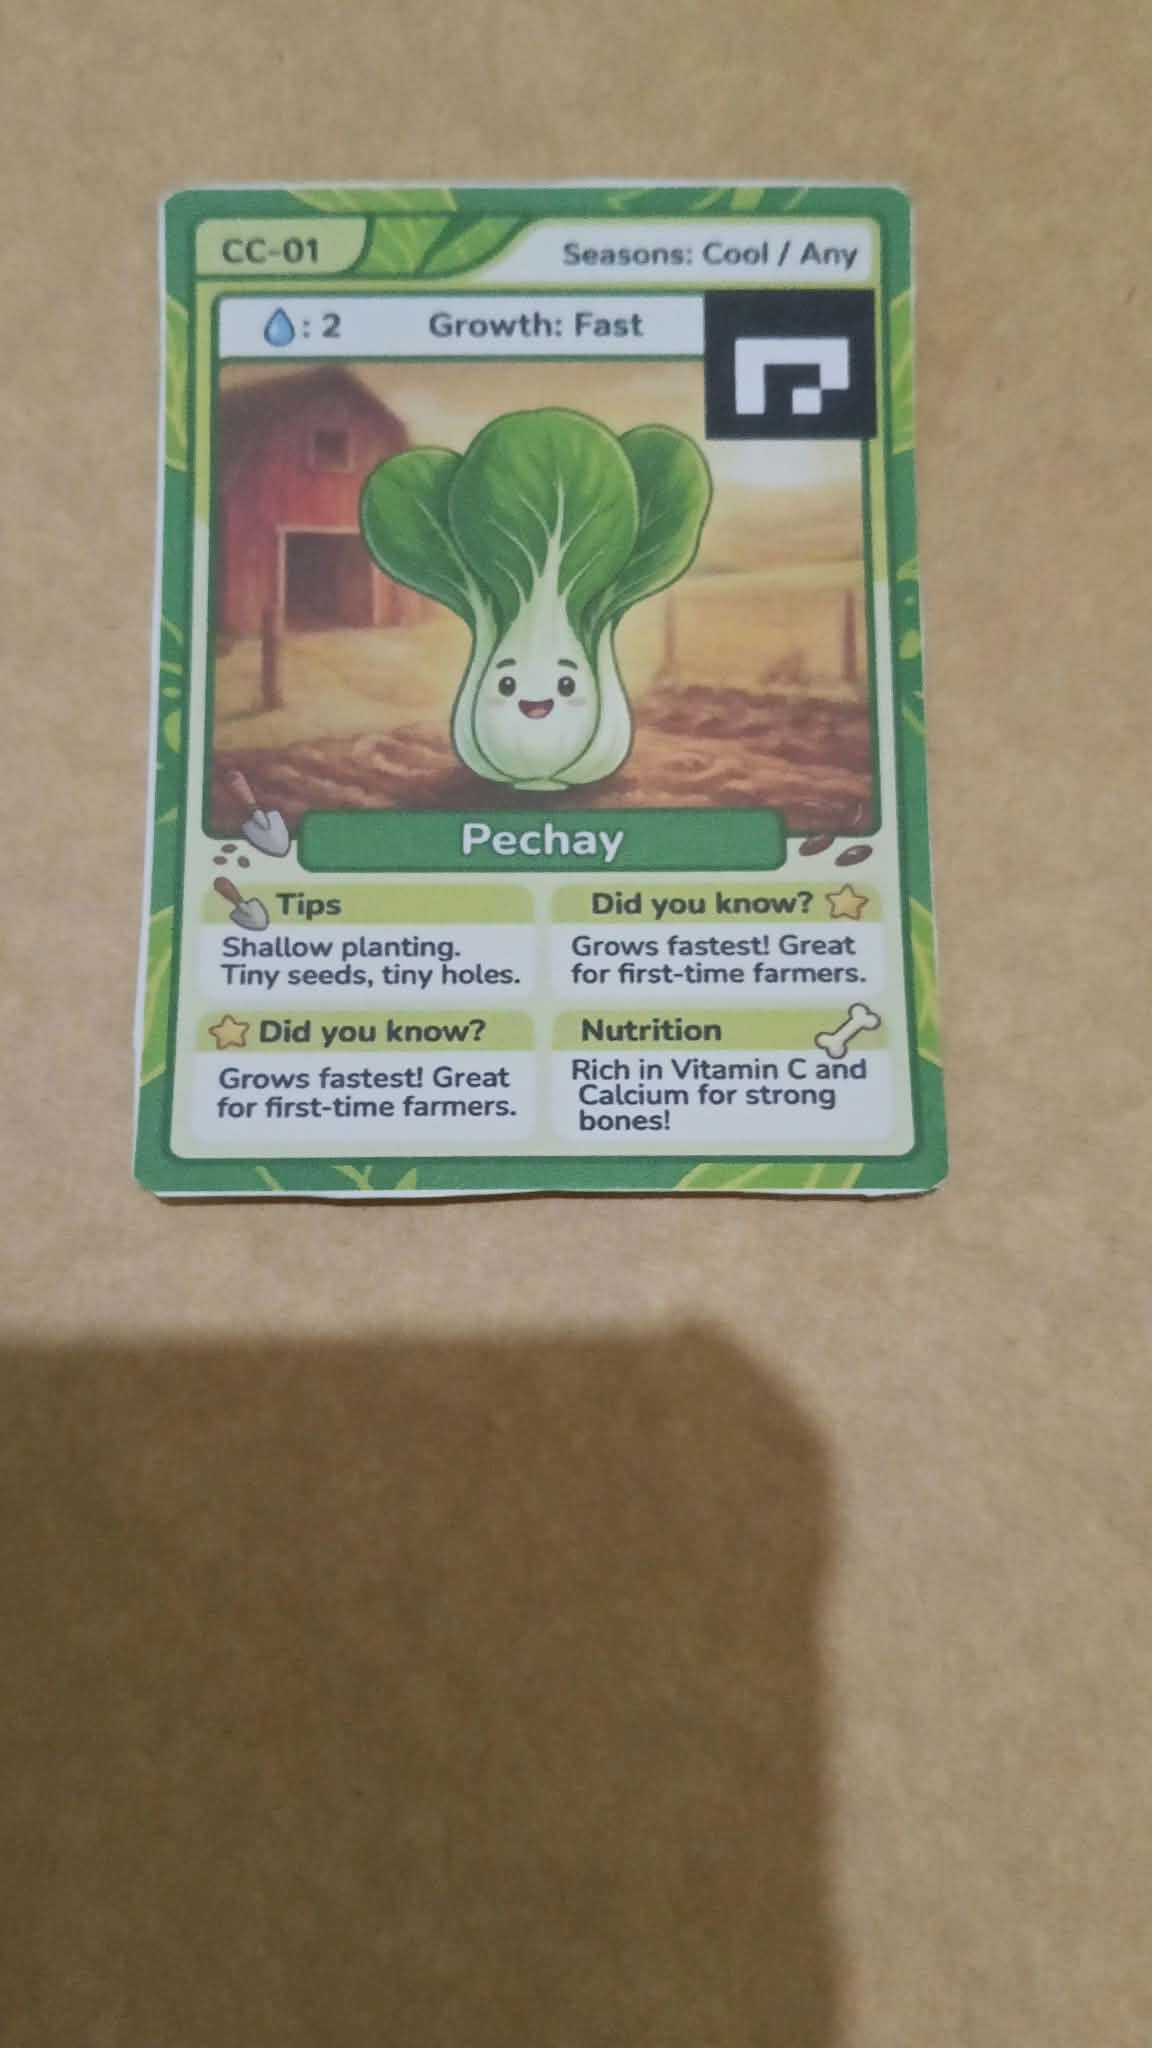 CC-01
Seasons: Cool / Any
: 2
Growth: Fast
Pechay
Tips
Shallow planting.
Tiny seeds, tiny holes.
Did you know?
Grows fastest! Great
for first-time farmers.
Did you know?
Grows fastest! Great
for first-time farmers.
Nutrition
Rich in Vitamin C and
Calcium for strong
bones!